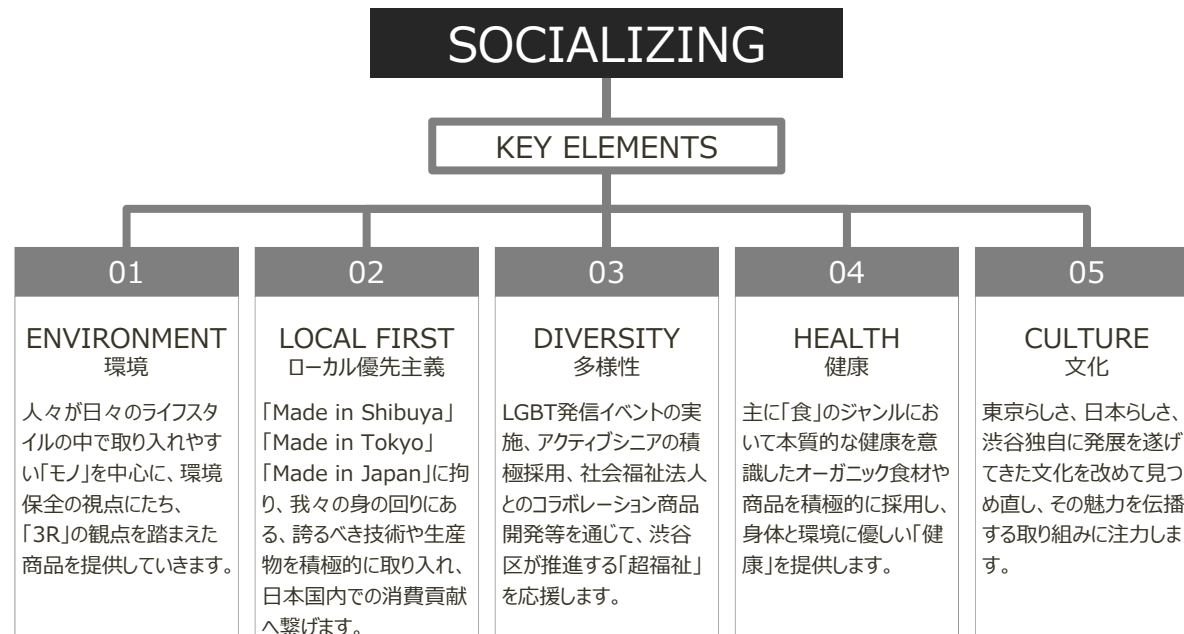 SOCIALIZING
KEY ELEMENTS
01
ENVIRONMENT
環境
人々が日々のライフスタ
イルの中で取り入れやす
い「モノ」を中心に、環境
保全の視点にたち、
「3R」の観点を踏まえた
商品を提供していきます。
02
LOCAL FIRST
ローカル優先主義
「Made in Shibuya」
「Made in Tokyo」
「Made in Japan」に拘
り、我々の身の回りにあ
る、誇るべき技術や生産
物を積極的に取り入れ、
日本国内での消費貢献
へ繋げます。
03
DIVERSITY
多様性
LGBT発信イベントの実
施、アクティブシニアの積
極採用、社会福祉法人
とのコラボレーション商品
開発等を通じて、渋谷
区が推進する「超福祉」
を応援します。
04
HEALTH
健康
主に「食」のジャンルにお
いて本質的な健康を意
識したオーガニック食材や
商品を積極的に採用し、
身体と環境に優しい「健
康」を提供します。
05
CULTURE
文化
東京らしさ、日本らしさ、
渋谷独自に発展を遂げ
てきた文化を改めて見つ
め直し、その魅力を伝播
する取り組みに注力しま
す。